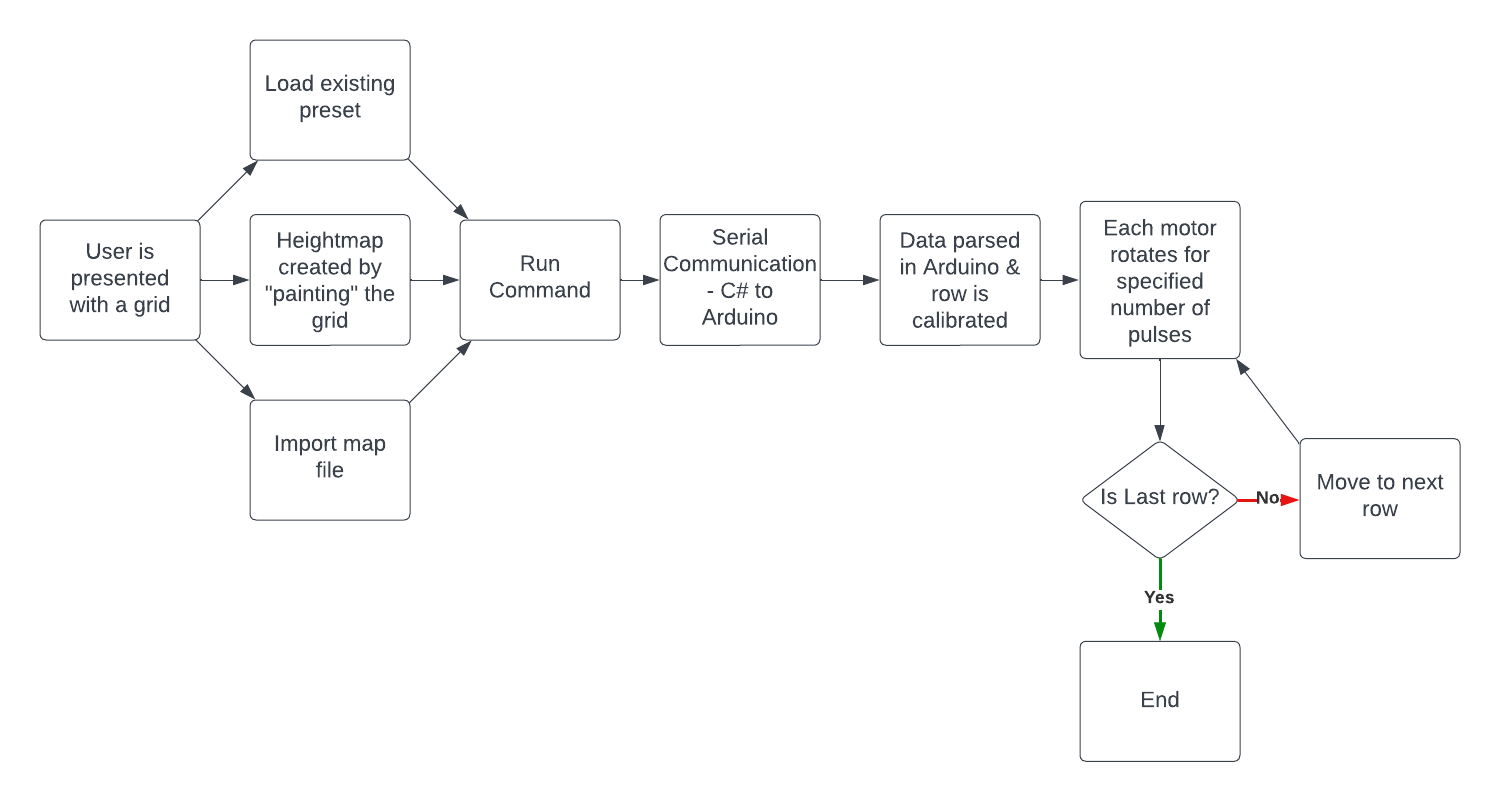 Load existing
preset
User is
presented
with a grid
Heightmap
created by
"painting" the
grid
Import map
file
Run
Command
Serial
Communication
- C# to
Arduino
Data parsed
in Arduino &
row is
calibrated
Each motor
rotates for
specified
number of
pulses
Is Last row?
No
Move to next
row
Yes
End